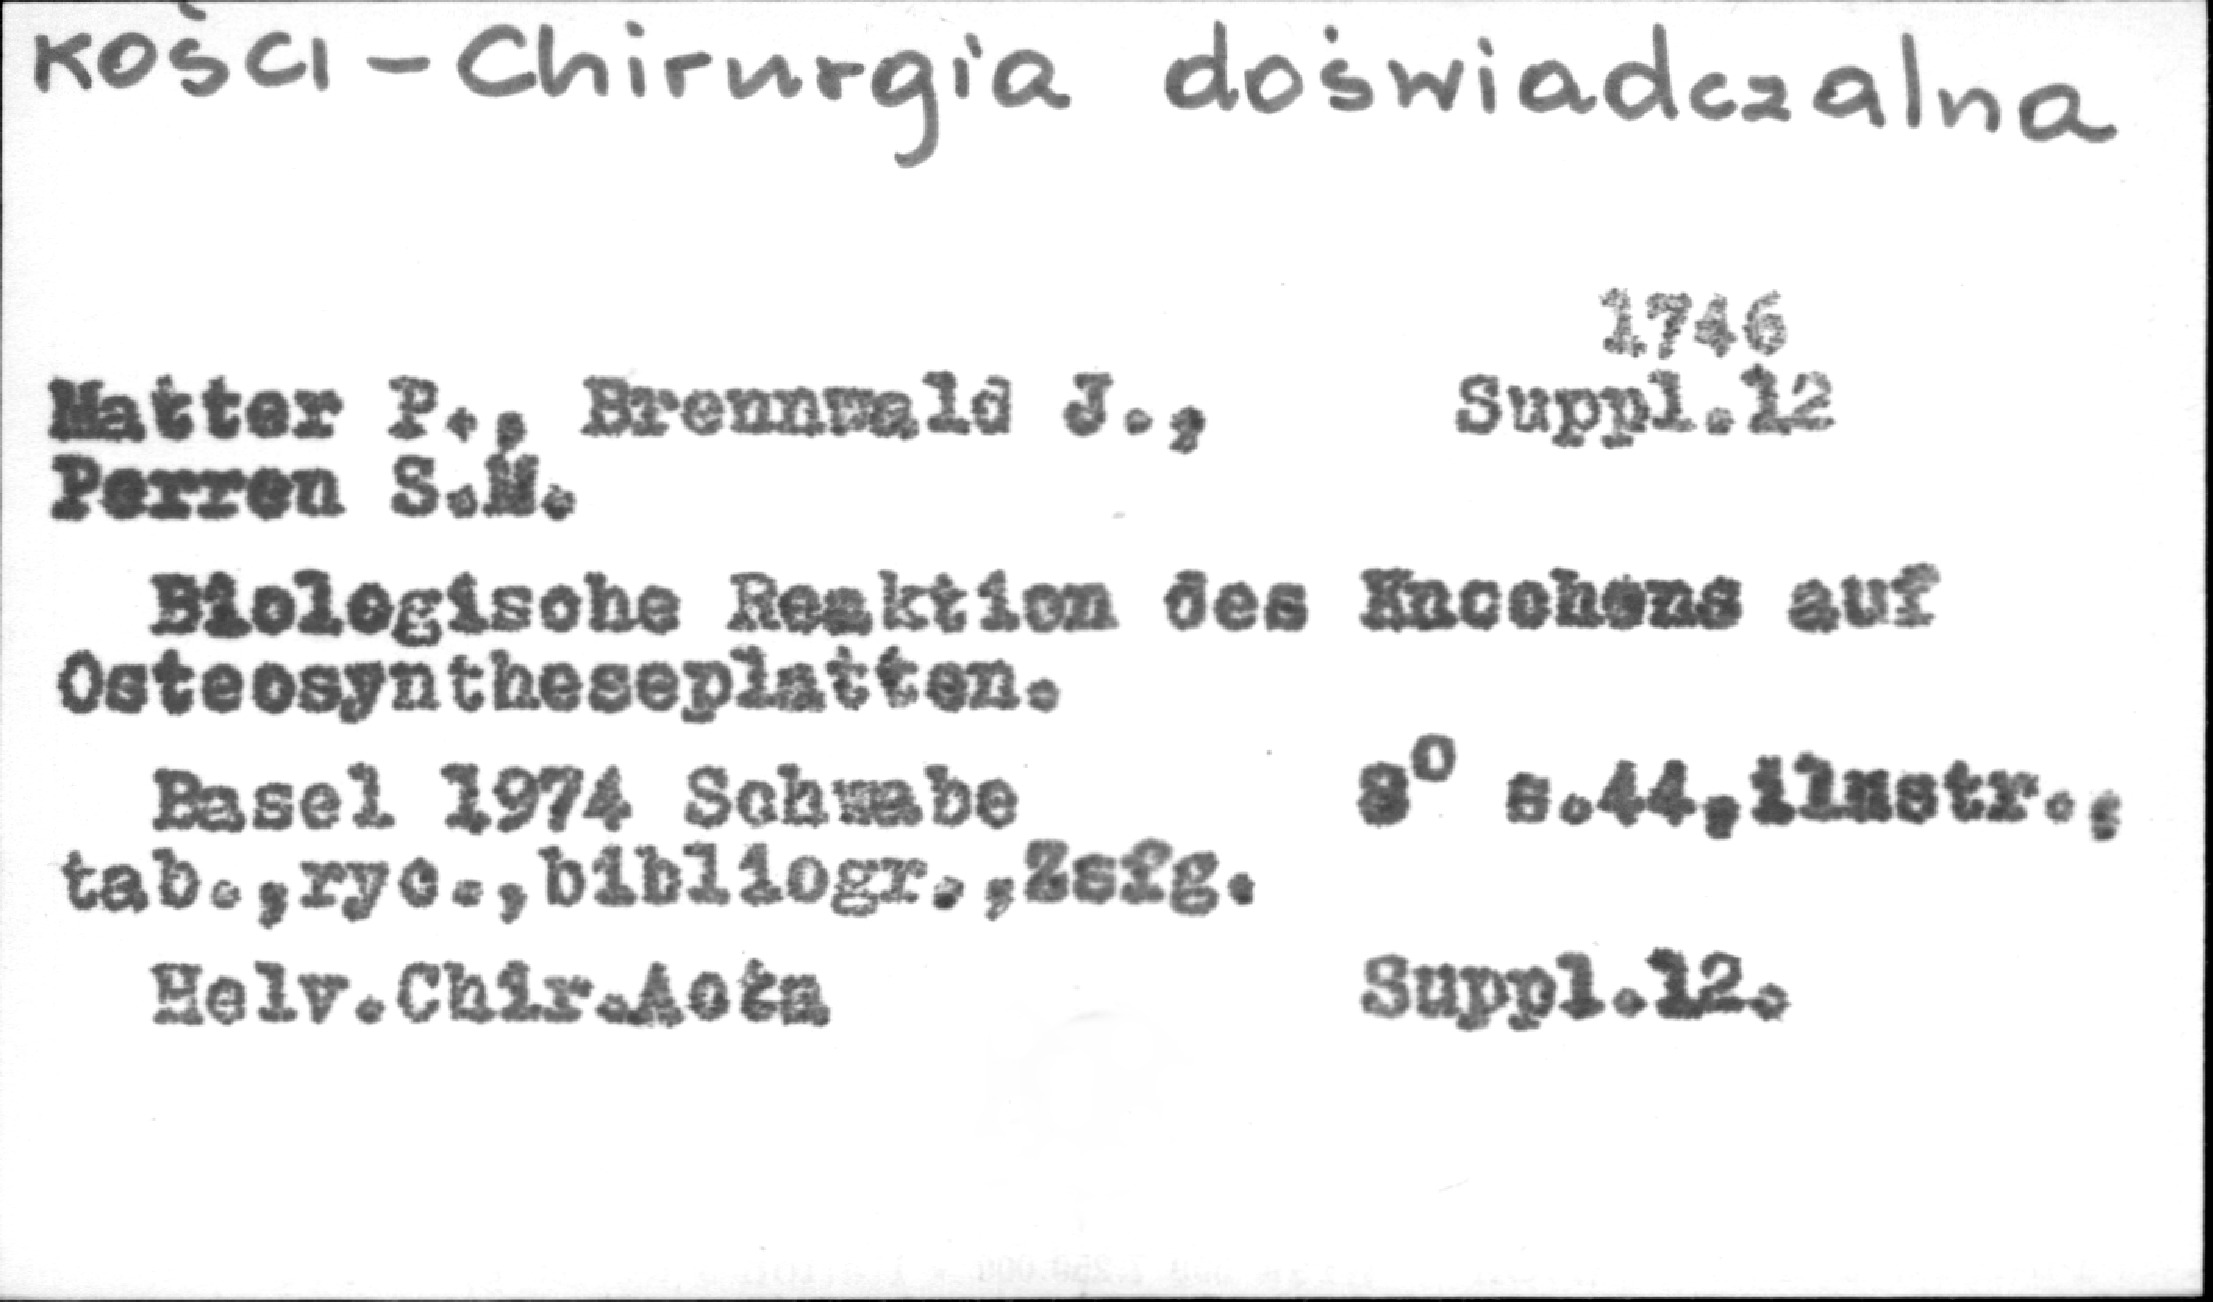 Kości - Chirurgia doświadczalna
1746
Matter P., Brennwald J., Suppl.12
Perren S.M.
Biologische Reaktion des Knochens auf
Osteosyntheseplatten.
Basel 1974 Schwabe 8° s.44,ilustr.,
tab.,ryc.,bibliogr.,Zsfg.
Helv.Chir.Acta Suppl.12.